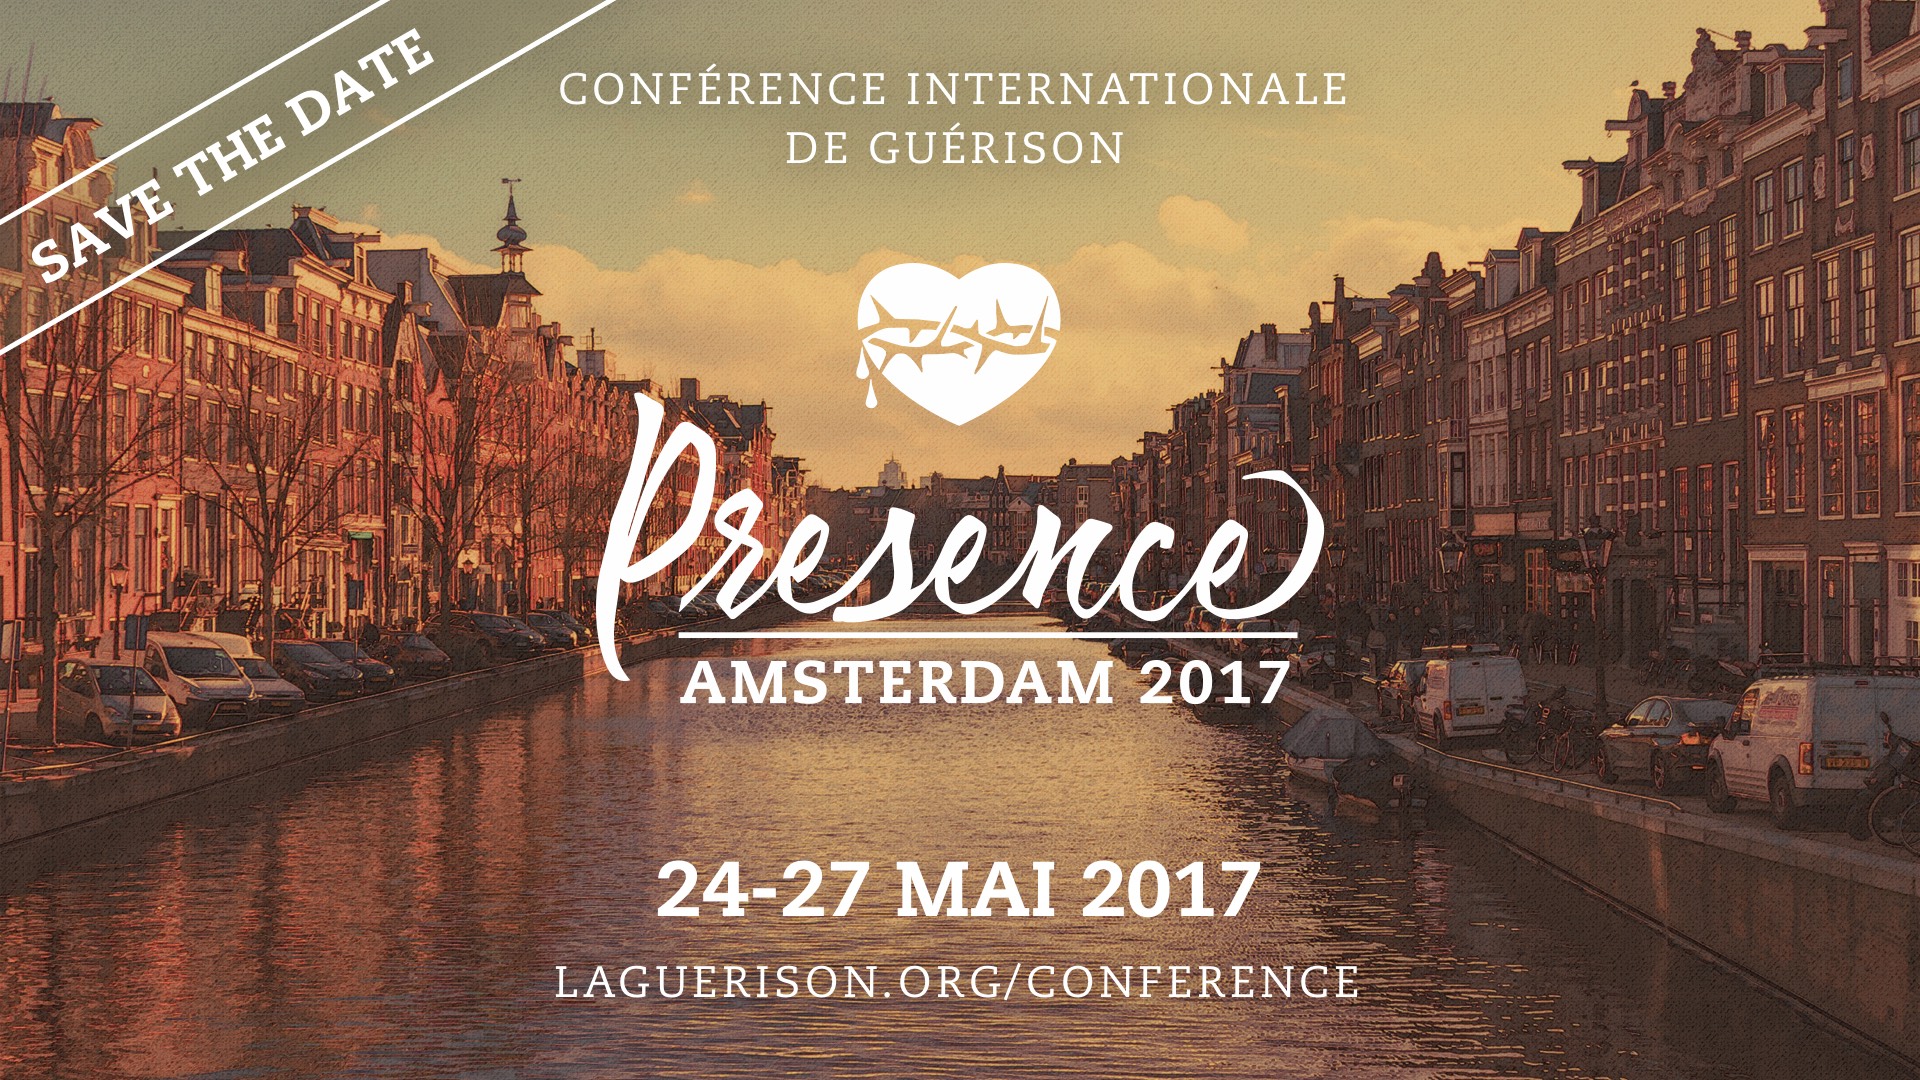 SAVE THE DATE
CONFÉRENCE INTERNATIONALE
DE GUÉRISON
Presence
AMSTERDAM 2017
24-27 MAI 2017
LAGUERISON.ORG/CONFERENCE